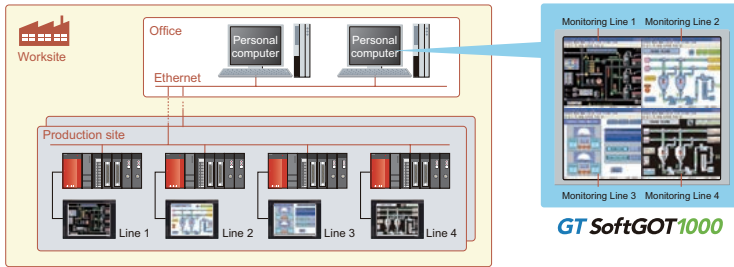 Worksite
Office
Personal
computer
Personal
computer
Ethernet
Production site
Line 1
Line 2
Line 3
Line 4
Monitoring Line 1
Monitoring Line 2
Monitoring Line 3
Monitoring Line 4
GT SoftGOT1000